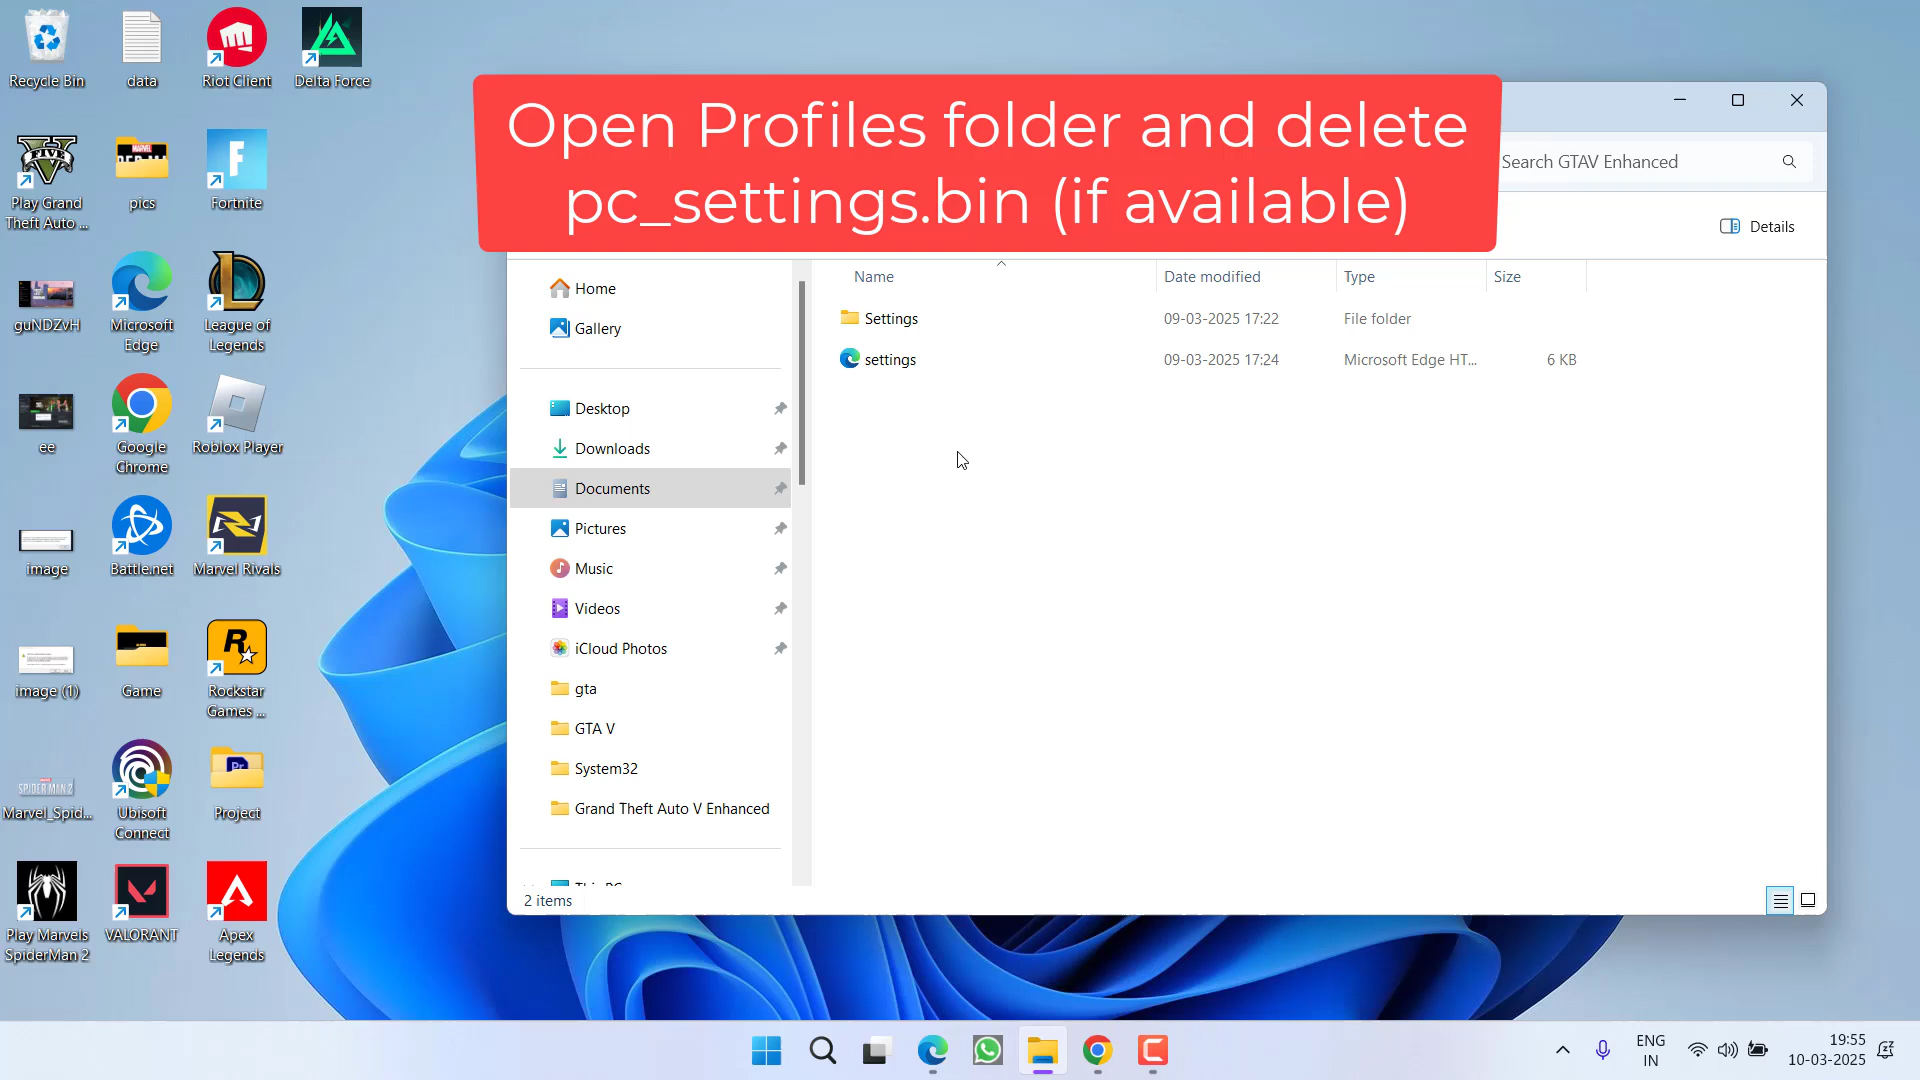 Open Profiles folder and delete
pc_settings.bin (if available)
Recycle Bin
data
Riot Client
Delta Force
Play Grand
Theft Auto ...
pics
Fortnite
guNDZvH
Microsoft
Edge
League of
Legends
ee
Google
Chrome
Roblox Player
image
Battle.net
Marvel Rivals
image (1)
Game
Rockstar
Games ...
Marvel_Spid...
Ubisoft
Connect
Project
Play Marvels
SpiderMan 2
VALORANT
Apex
Legends
Search GTAV Enhanced
Details
Name
Date modified
Type
Size
Settings
09-03-2025 17:22
File folder
settings
09-03-2025 17:24
Microsoft Edge HT...
6 KB
Home
Gallery
Desktop
Downloads
Documents
Pictures
Music
Videos
iCloud Photos
gta
GTA V
System32
Grand Theft Auto V Enhanced
2 items
ENG
IN
19:55
10-03-2025